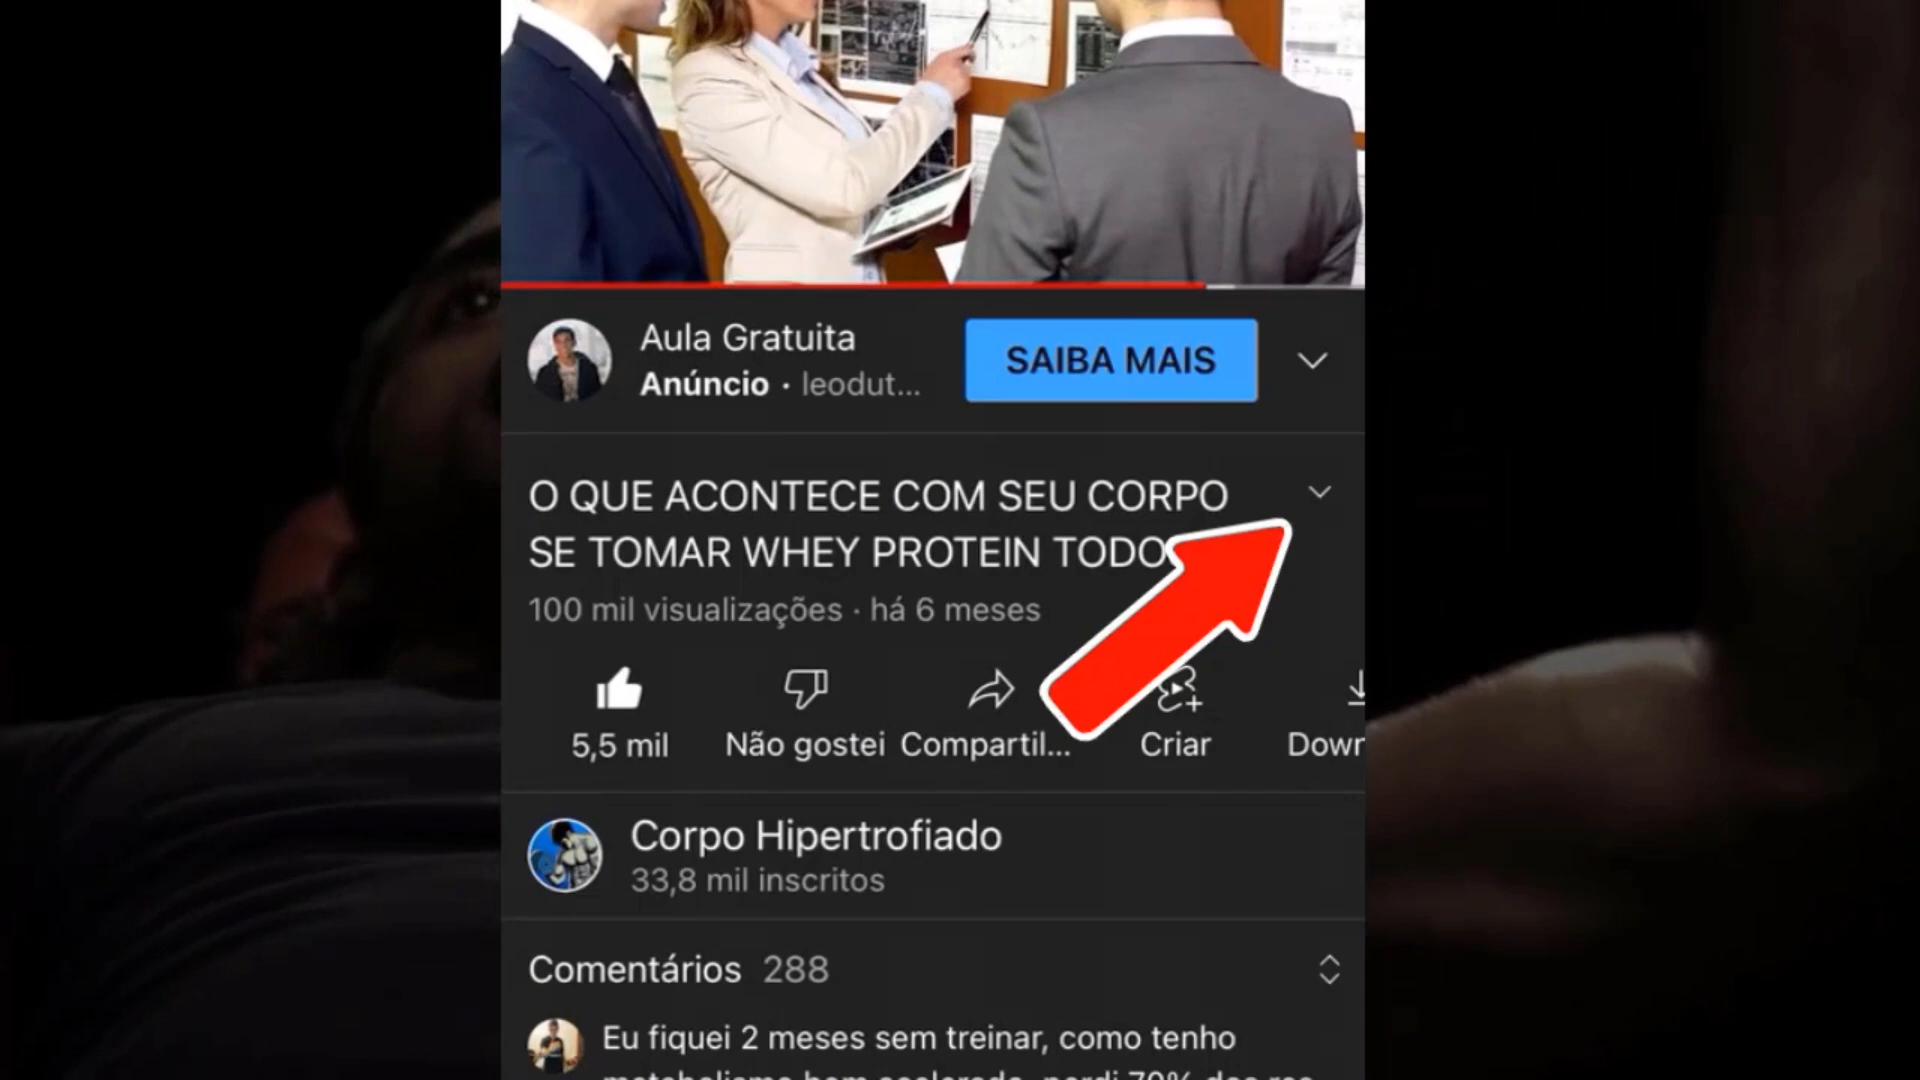 Aula Gratuita
SAIBA MAIS
Anúncio · leodut...
O QUE ACONTECE COM SEU CORPO
SE TOMAR WHEY PROTEIN TODO
100 mil visualizações · há 6 meses
5,5 mil
Não gostei
Compartil...
Criar
Down
Corpo Hipertrofiado
33,8 mil inscritos
Comentários 288
Eu fiquei 2 meses sem treinar, como tenho